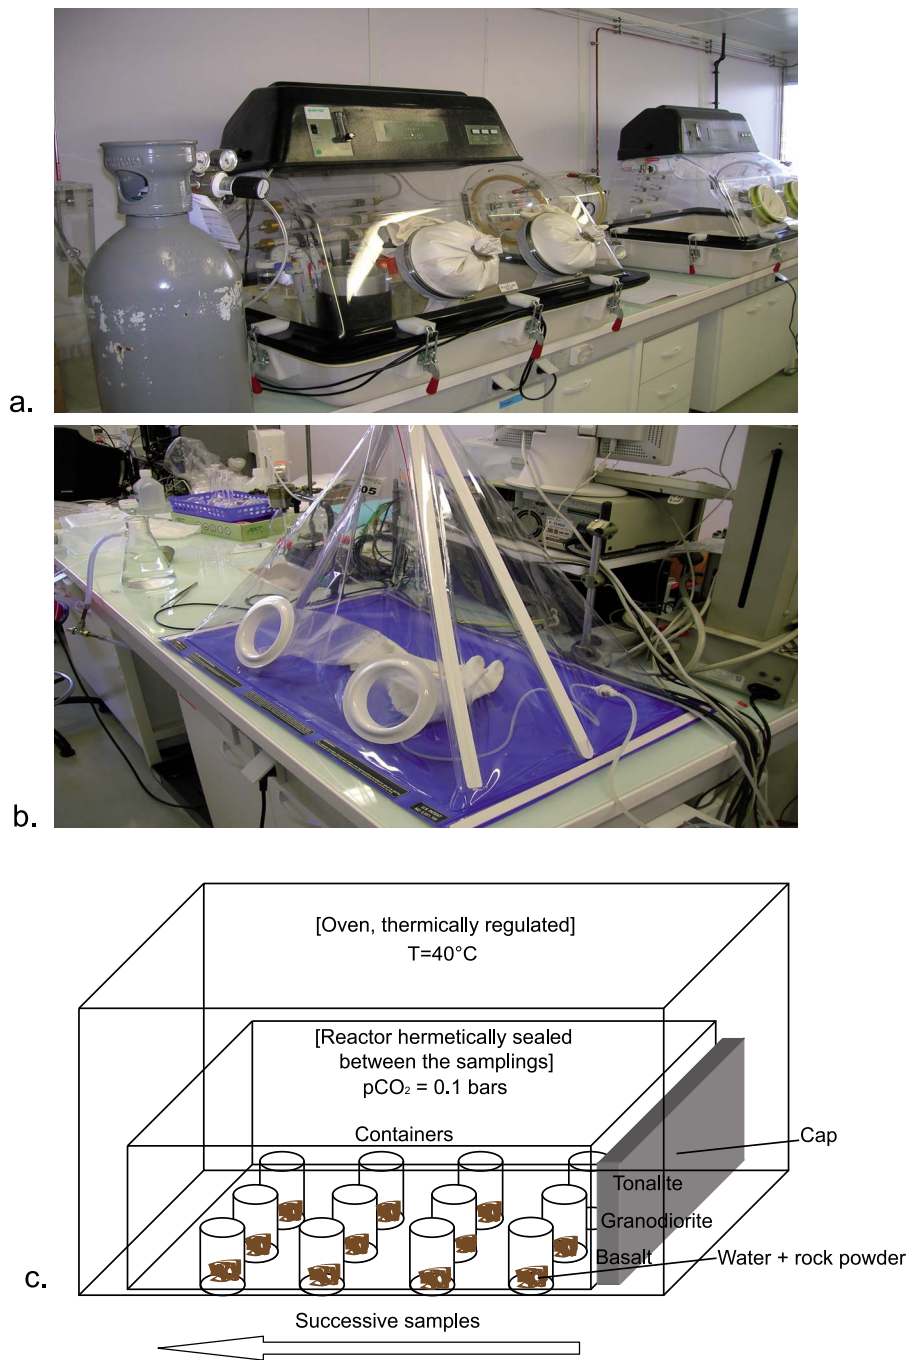 a.
05
b.
[Oven, thermically regulated]
T=40°C
[Reactor hermetically sealed
between the samplings]
pCO₂ = 0.1 bars
Containers
Cap
Tonalite
Granodiorite
Basalt
Water + rock powder
c.
Successive samples